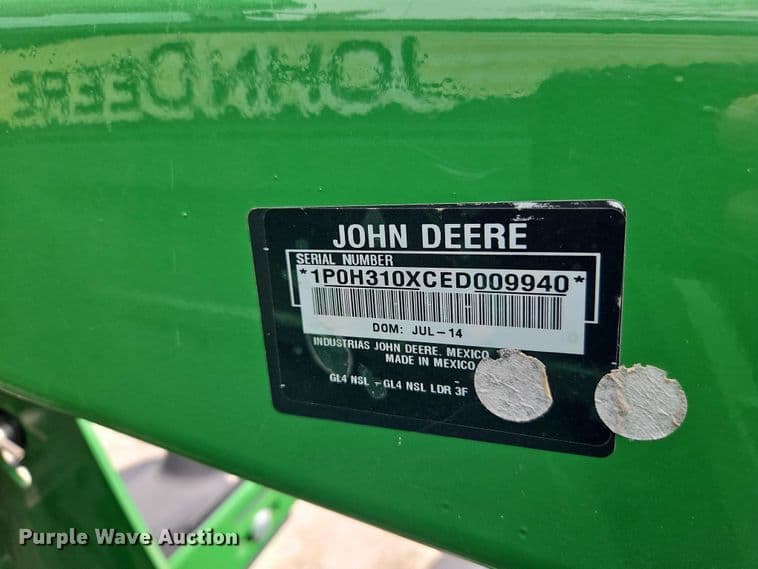 JOHN DEERE
JOHN DEERE
SERIAL NUMBER
*1P0H310XCED009940*
DOM: JUL-14
INDUSTRIAS JOHN DEERE. MEXICO
MADE IN MEXICO
GL4 NSL - GL4 NSL LDR 3F
Purple Wave Auction